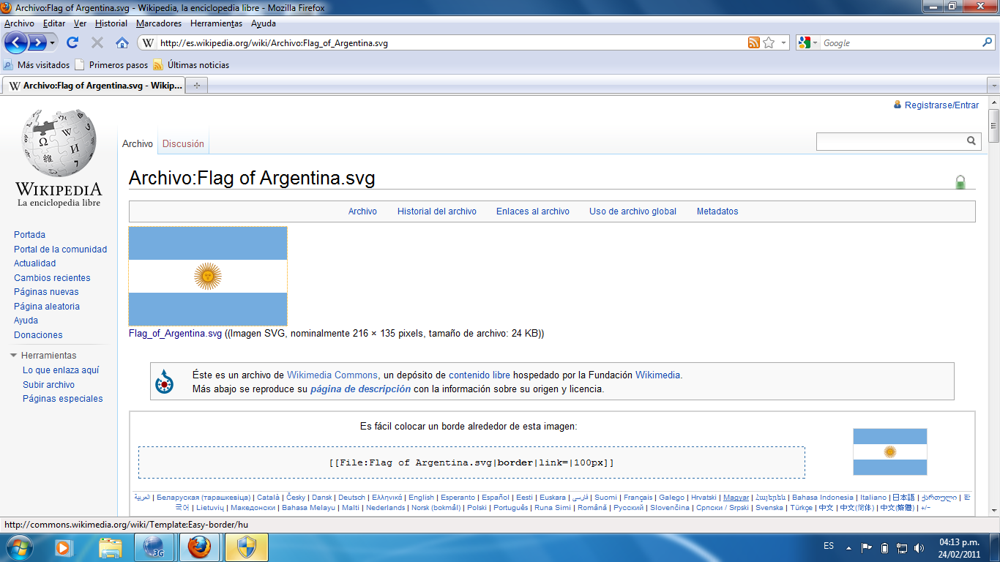 Archivo:Flag of Argentina.svg - Wikipedia, la enciclopedia libre - Mozilla Firefox
Archivo Editar Ver Historial Marcadores Herramientas Ayuda
W http://es.wikipedia.org/wiki/Archivo:Flag_of_Argentina.svg Google
Más visitados Primeros pasos Últimas noticias
W Archivo:Flag of Argentina.svg - Wikip...
Registrarse/Entrar
Archivo Discusión
WIKIPEDIA
La enciclopedia libre
Portada
Portal de la comunidad
Actualidad
Cambios recientes
Páginas nuevas
Página aleatoria
Ayuda
Donaciones
Herramientas
Lo que enlaza aquí
Subir archivo
Páginas especiales
Archivo:Flag of Argentina.svg
Archivo Historial del archivo Enlaces al archivo Uso de archivo global Metadatos
Flag_of_Argentina.svg ((Imagen SVG, nominalmente 216 × 135 pixels, tamaño de archivo: 24 KB))
Éste es un archivo de Wikimedia Commons, un depósito de contenido libre hospedado por la Fundación Wikimedia.
Más abajo se reproduce su página de descripción con la información sobre su origen y licencia.
Es fácil colocar un borde alrededor de esta imagen:
[[File:Flag of Argentina.svg|border|link=|100px]]
العربية | Беларуская (тарашкевіца) | Català | Česky | Dansk | Deutsch | Ελληνικά | English | Esperanto | Español | Eesti | Euskara | فارسی | Suomi | Français | Galego | Hrvatski | Magyar | Հայերեն | Bahasa Indonesia | Italiano | 日本語 | ქართული | 한
국어 | Lietuvių | Македонски | Bahasa Melayu | Malti | Nederlands | Norsk (bokmål) | Polski | Português | Runa Simi | Română | Русский | Slovenčina | Српски / Srpski | Svenska | Türkçe | 中文 | 中文(简体) | 中文(繁體) | +/-
http://commons.wikimedia.org/wiki/Template:Easy-border/hu
3G
ES
04:13 p.m.
24/02/2011